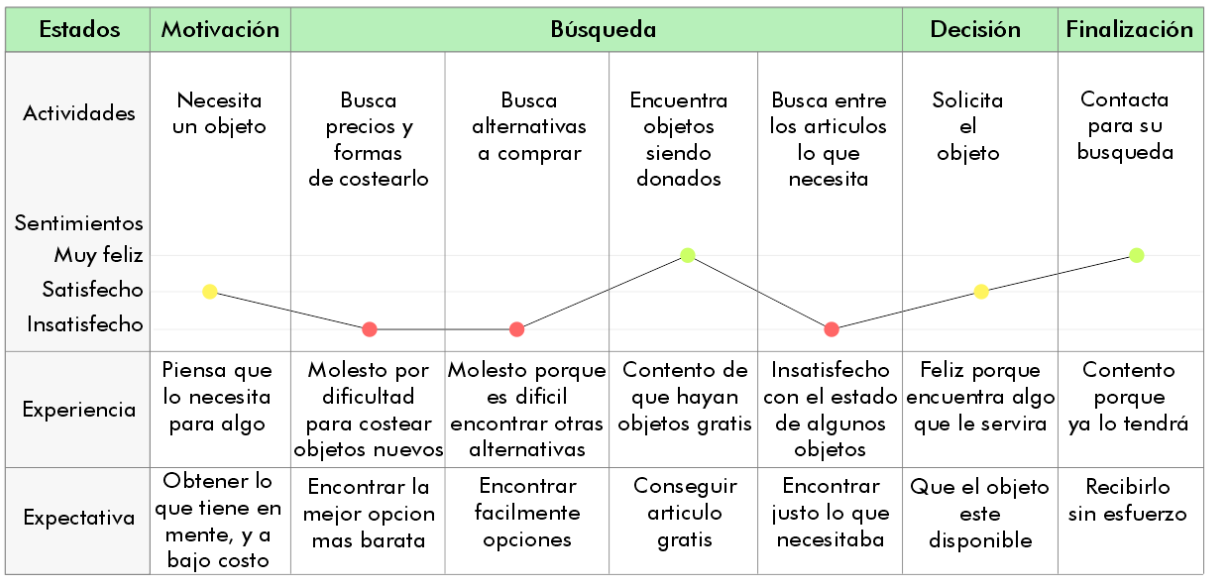 Estados
Motivación
Búsqueda
Decisión
Finalización
Actividades
Necesita
un objeto
Busca
precios y
formas
de costearlo
Busca
alternativas
a comprar
Encuentra
objetos
siendo
donados
Busca entre
los articulos
lo que
necesita
Solicita
el
objeto
Contacta
para su
busqueda
Sentimientos
Muy feliz
Satisfecho
Insatisfecho
Experiencia
Piensa que
lo necesita
para algo
Molesto por
dificultad
para costear
objetos nuevos
Molesto porque
es dificil
encontrar otras
alternativas
Contento de
que hayan
objetos gratis
Insatisfecho
con el estado
de algunos
objetos
Feliz porque
encuentra algo
que le servira
Contento
porque
ya lo tendrá
Expectativa
Obtener lo
que tiene en
mente, y a
bajo costo
Encontrar la
mejor opcion
mas barata
Encontrar
facilmente
opciones
Conseguir
articulo
gratis
Encontrar
justo lo que
necesitaba
Que el objeto
este
disponible
Recibirlo
sin esfuerzo